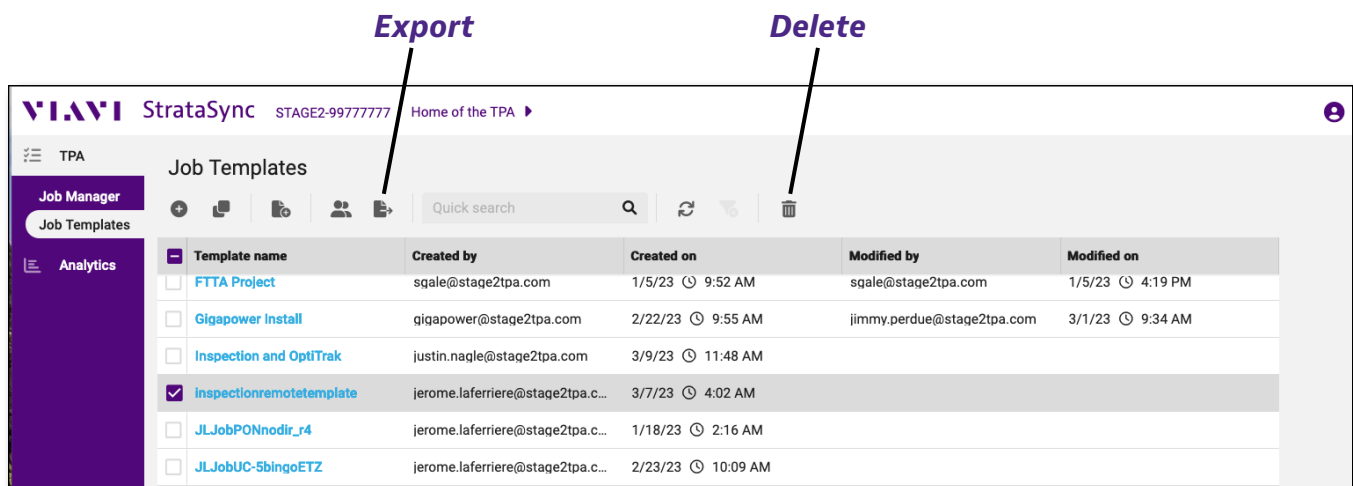 Export Delete
VIAVI StrataSync STAGE2-99777777 Home of the TPA
TPA
Job Templates
Job Manager
Job Templates
Quick search
Analytics
Template name Created by Created on Modified by Modified on
FTTA Project sgale@stage2tpa.com 1/5/23 9:52 AM sgale@stage2tpa.com 1/5/23 4:19 PM
Gigapower Install gigapower@stage2tpa.com 2/22/23 9:55 AM jimmy.perdue@stage2tpa.com 3/1/23 9:34 AM
Inspection and OptiTrak justin.nagle@stage2tpa.com 3/9/23 11:48 AM
inspectionremotetemplate jerome.laferriere@stage2tpa.c... 3/7/23 4:02 AM
JLJobPONnodir_r4 jerome.laferriere@stage2tpa.c... 1/18/23 2:16 AM
JLJobUC-5bingoETZ jerome.laferriere@stage2tpa.c... 2/23/23 10:09 AM